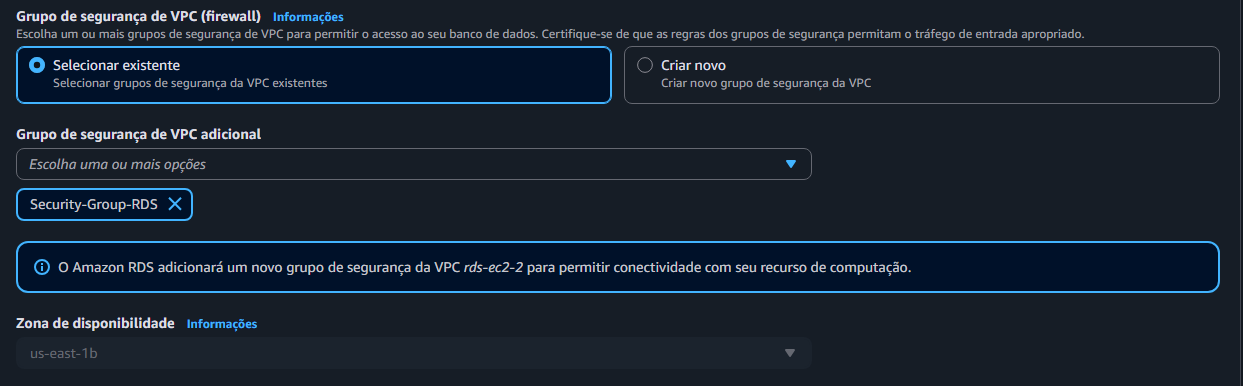 Grupo de segurança de VPC (firewall) Informações
Escolha um ou mais grupos de segurança de VPC para permitir o acesso ao seu banco de dados. Certifique-se de que as regras dos grupos de segurança permitam o tráfego de entrada apropriado.
Selecionar existente
Selecionar grupos de segurança da VPC existentes
Criar novo
Criar novo grupo de segurança da VPC
Grupo de segurança de VPC adicional
Escolha uma ou mais opções
Security-Group-RDS
O Amazon RDS adicionará um novo grupo de segurança da VPC rds-ec2-2 para permitir conectividade com seu recurso de computação.
Zona de disponibilidade Informações
us-east-1b